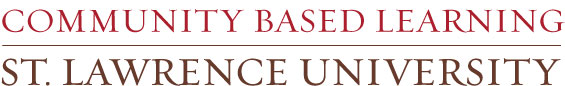 COMMUNITY BASED LEARNING
ST. LAWRENCE UNIVERSITY